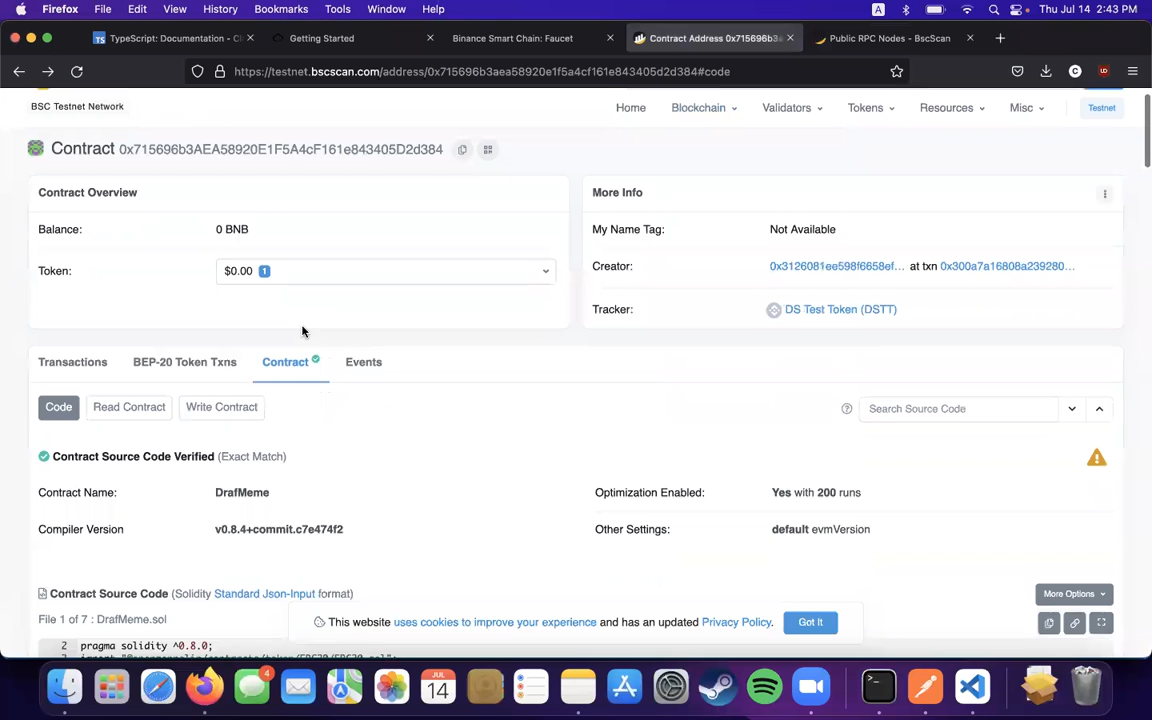 Firefox File Edit View History Bookmarks Tools Window Help A Thu Jul 14 2:43 PM
TS TypeScript: Documentation - C Getting Started Binance Smart Chain: Faucet Contract Address 0x715696b3 Public RPC Nodes - BscScan
https://testnet.bscscan.com/address/0x715696b3aea58920e1f5a4cf161e843405d2d384#code
BSC Testnet Network Home Blockchain Validators Tokens Resources Misc Testnet
Contract 0x715696b3AEA58920E1F5A4cF161e843405D2d384
Contract Overview
Balance: 0 BNB
Token: $0.00 1
More Info
My Name Tag: Not Available
Creator: 0x3126081ee598f6658ef... at txn 0x300a7a16808a239280...
Tracker: DS Test Token (DSTT)
Transactions BEP-20 Token Txns Contract Events
Code Read Contract Write Contract Search Source Code
Contract Source Code Verified (Exact Match)
Contract Name: DrafMeme Optimization Enabled: Yes with 200 runs
Compiler Version v0.8.4+commit.c7e474f2 Other Settings: default evmVersion
Contract Source Code (Solidity Standard Json-Input format) More Options
File 1 of 7 : DrafMeme.sol
This website uses cookies to improve your experience and has an updated Privacy Policy. Got It
2 pragma solidity ^0.8.0;
4
JUL
14